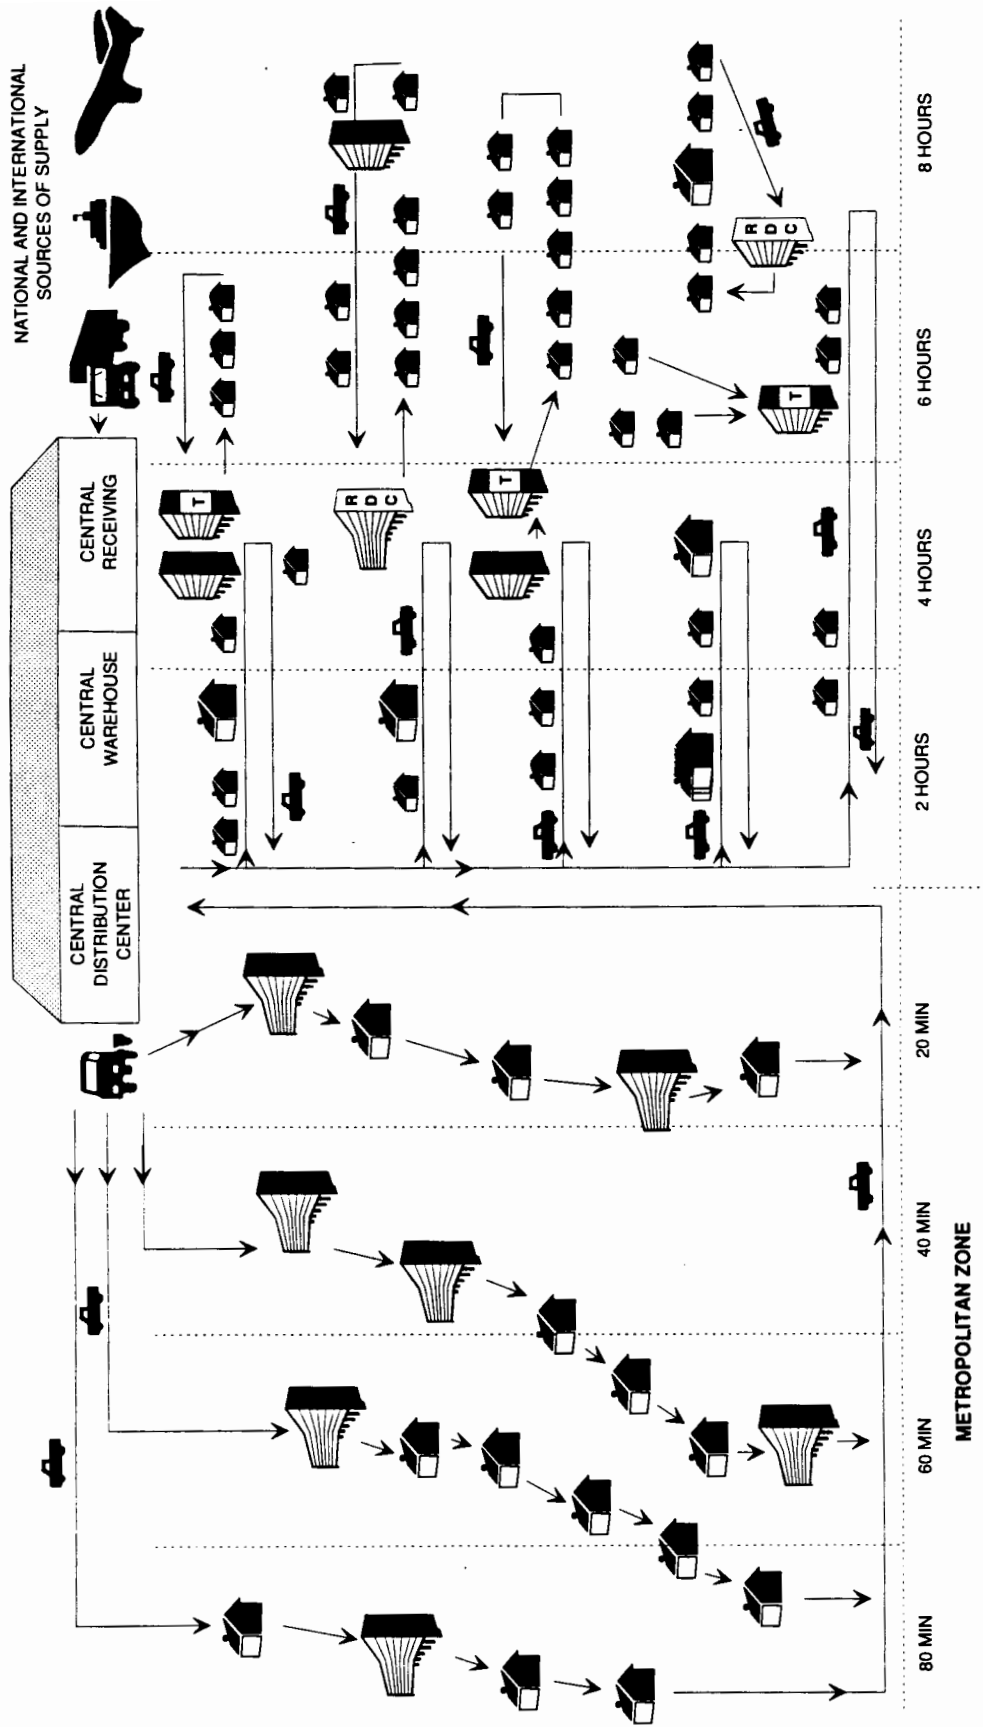 NATIONAL AND INTERNATIONAL
SOURCES OF SUPPLY
CENTRAL
DISTRIBUTION
CENTER
CENTRAL
WAREHOUSE
CENTRAL
RECEIVING
T
R D C
T
T
R D C
80 MIN
60 MIN
40 MIN
20 MIN
2 HOURS
4 HOURS
6 HOURS
8 HOURS
METROPOLITAN ZONE